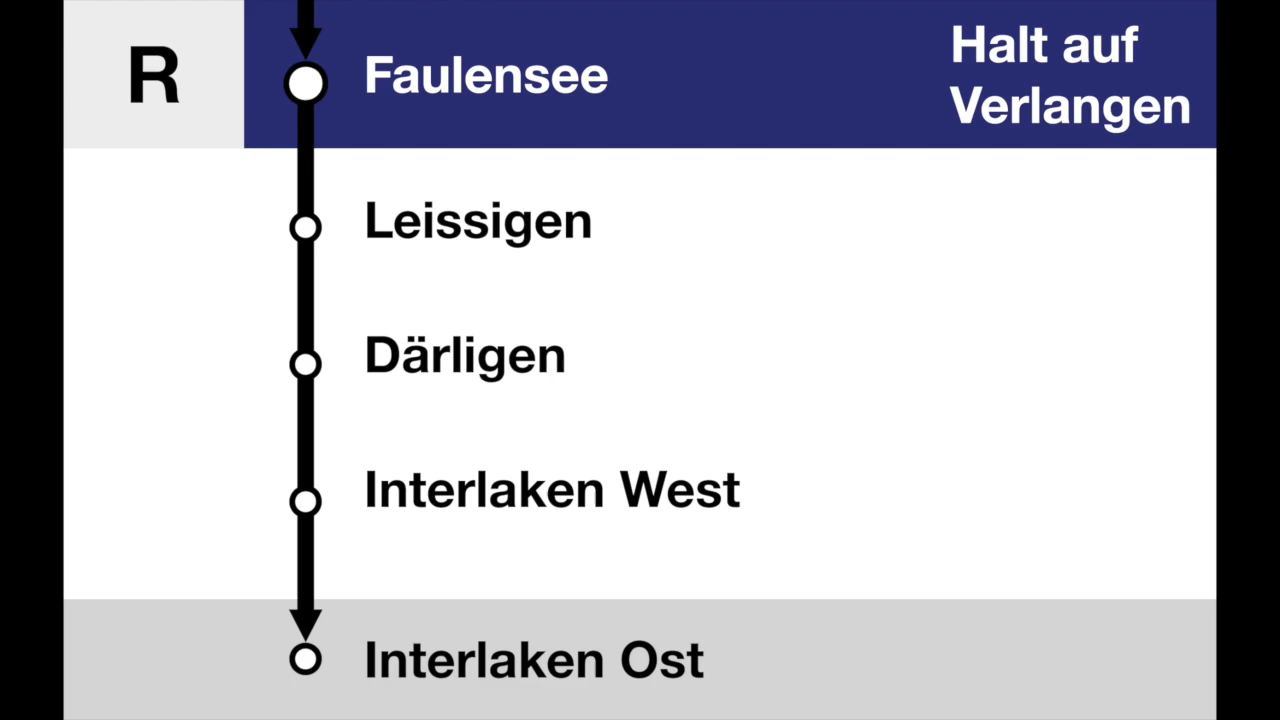 R
Faulensee
Halt auf
Verlangen
Leissigen
Därligen
Interlaken West
Interlaken Ost